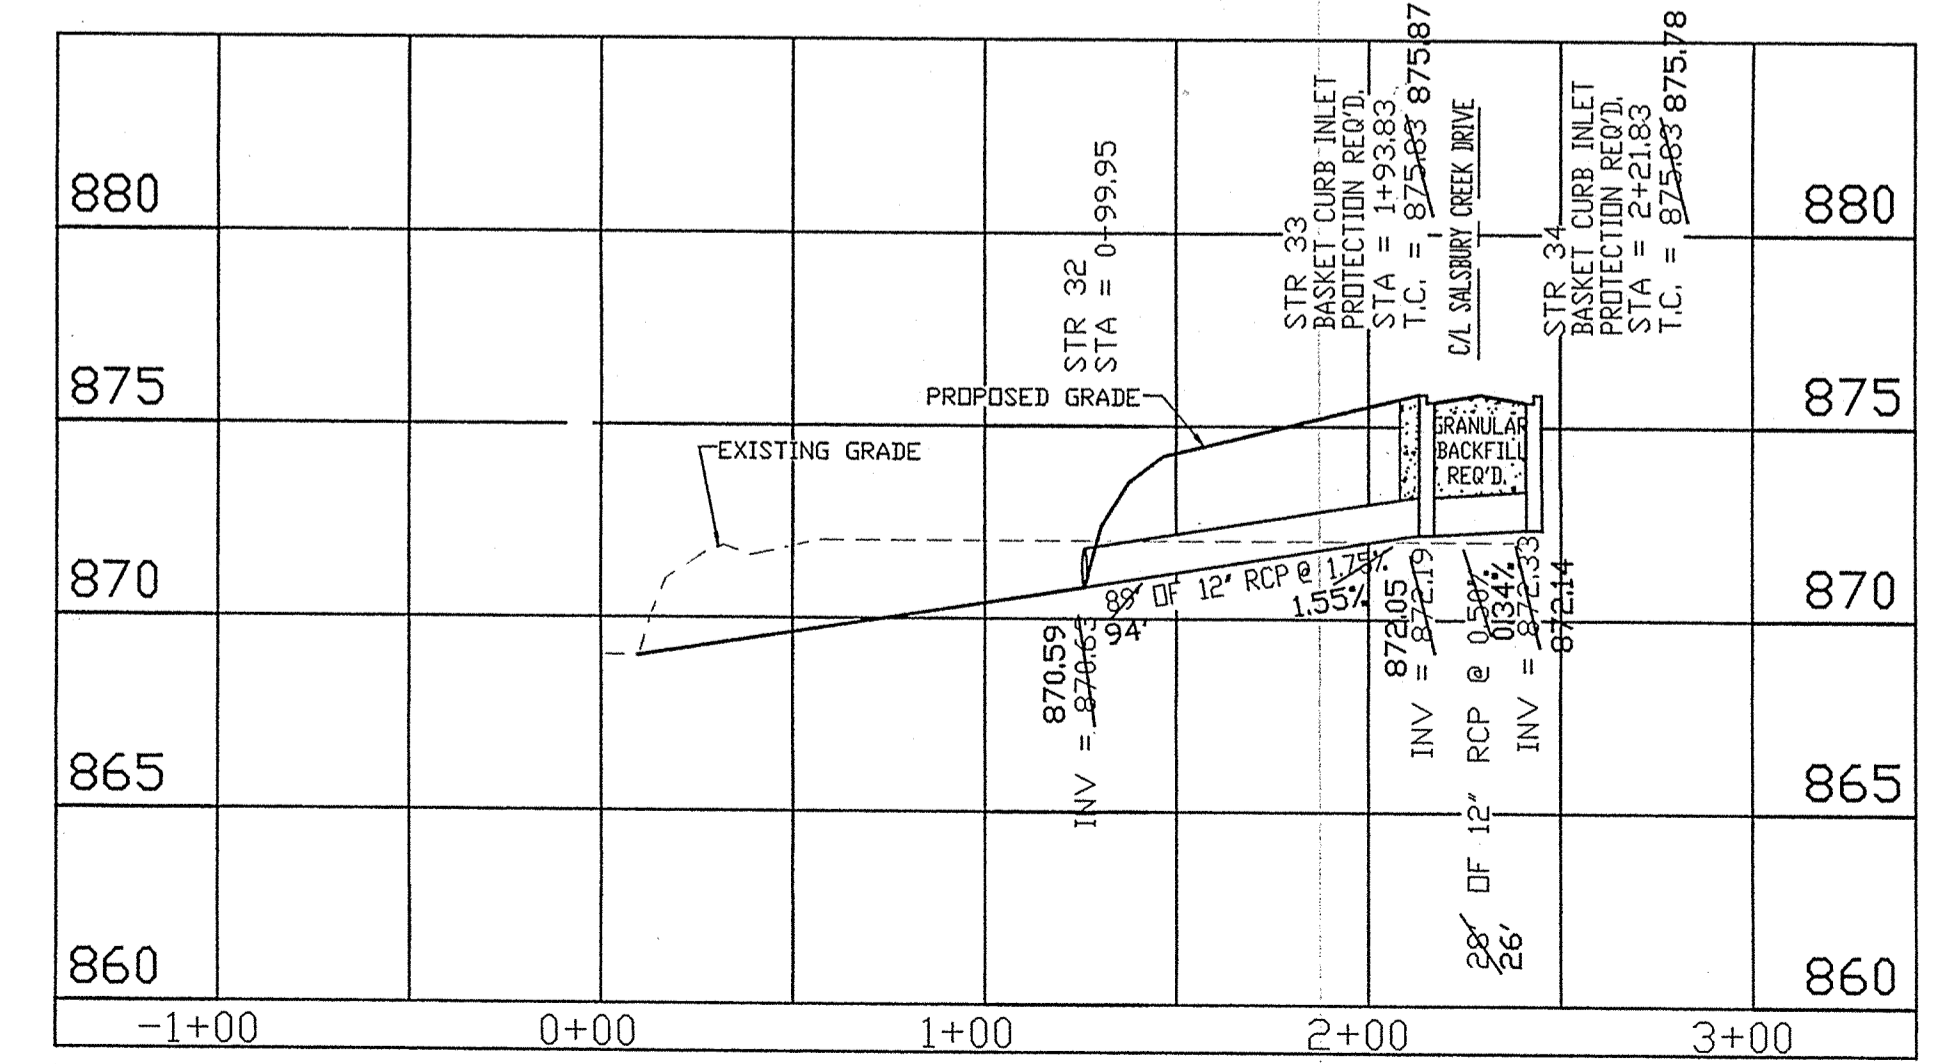 STR 32
STA = 0+99.95
STR 33
BASKET CURB INLET
PROTECTION REQ'D.
STA = 1+93.83
T.C. = 875.83 875.87
C/L SALSBURY CREEK DRIVE
STR 34
BASKET CURB INLET
PROTECTION REQ'D.
STA = 2+21.83
T.C. = 875.83 875.78
880
880
875
875
PROPOSED GRADE
EXISTING GRADE
GRANULAR
BACKFILL
REQ'D.
870
870
89' OF 12" RCP @ 1.75%
94'
1.55%
870.59
INV = 870.63
872.05
INV = 872.19
28' OF 12" RCP @ 0.50%
26'
0.34%
INV = 872.33
872.14
865
865
860
860
-1+00
0+00
1+00
2+00
3+00